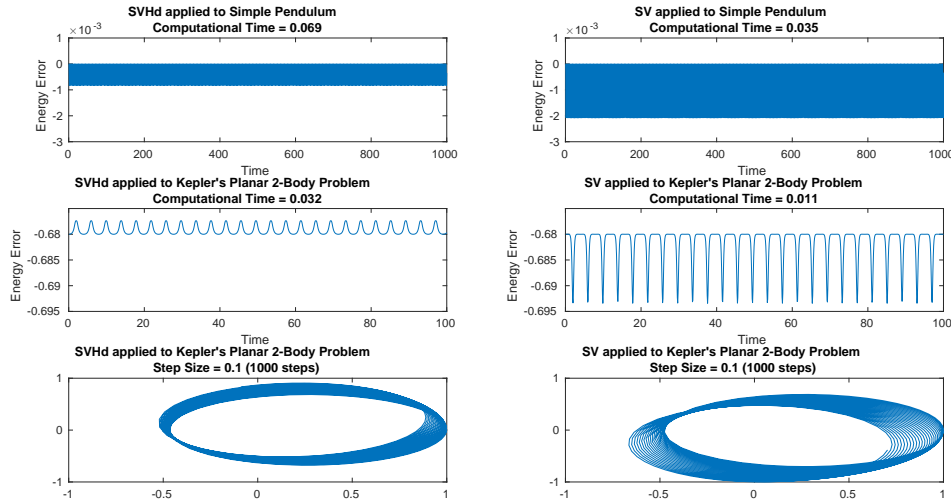 SVHd applied to Simple Pendulum
Computational Time = 0.069
×10⁻³
1
0
-1
-2
-3
Energy Error
0 200 400 600 800 1000
Time
SV applied to Simple Pendulum
Computational Time = 0.035
×10⁻³
1
0
-1
-2
-3
Energy Error
0 200 400 600 800 1000
Time
SVHd applied to Kepler's Planar 2-Body Problem
Computational Time = 0.032
-0.68
-0.685
-0.69
-0.695
Energy Error
0 20 40 60 80 100
Time
SV applied to Kepler's Planar 2-Body Problem
Computational Time = 0.011
-0.68
-0.685
-0.69
-0.695
Energy Error
0 20 40 60 80 100
Time
SVHd applied to Kepler's Planar 2-Body Problem
Step Size = 0.1 (1000 steps)
1
0
-1
-1 -0.5 0 0.5 1
SV applied to Kepler's Planar 2-Body Problem
Step Size = 0.1 (1000 steps)
1
0
-1
-1 -0.5 0 0.5 1